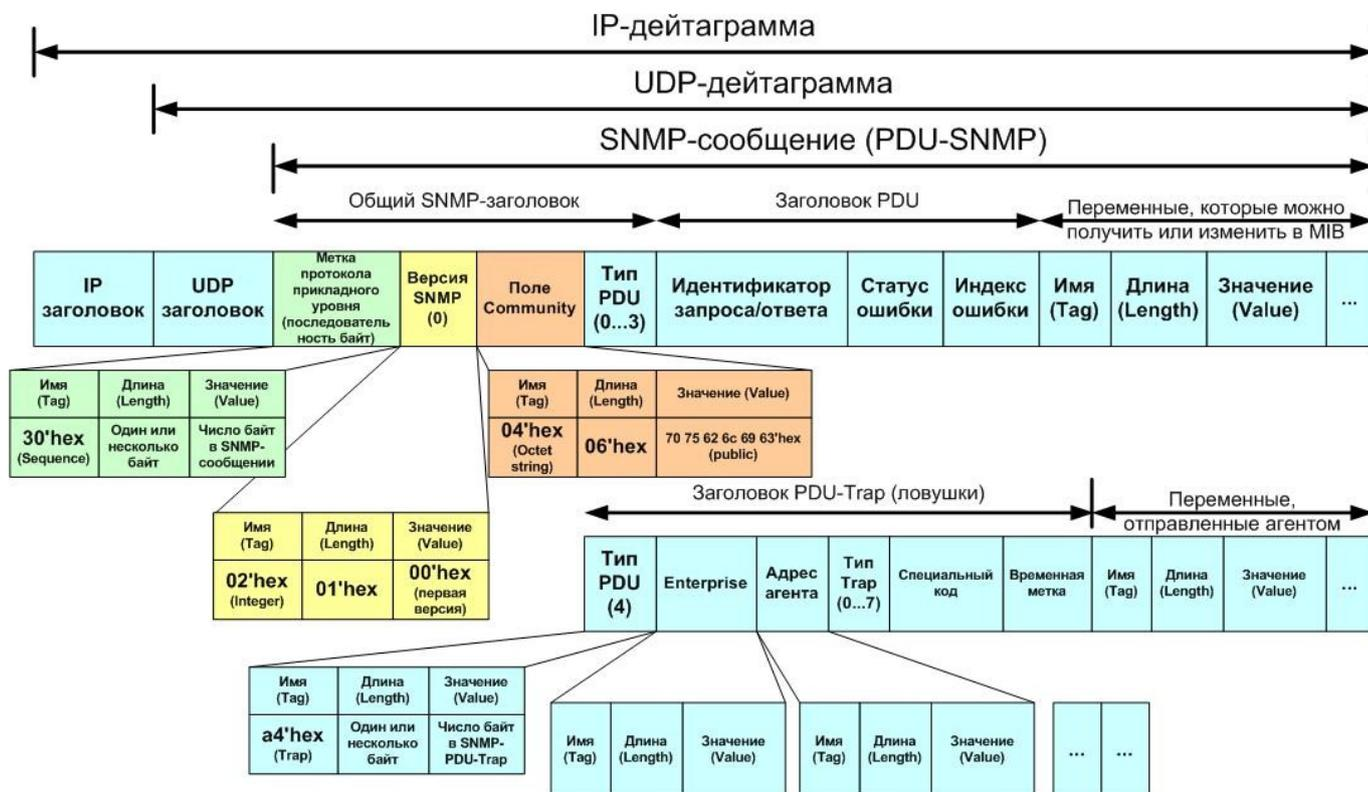 IP-дейтаграмма
UDP-дейтаграмма
SNMP-сообщение (PDU-SNMP)
Общий SNMP-заголовок
Заголовок PDU
Переменные, которые можно
получить или изменить в MIB
IP
заголовок
UDP
заголовок
Метка
протокола
прикладного
уровня
(последователь
ность байт)
Версия
SNMP
(0)
Поле
Community
Тип
PDU
(0...3)
Идентификатор
запроса/ответа
Статус
ошибки
Индекс
ошибки
Имя
(Tag)
Длина
(Length)
Значение
(Value)
...
Имя
(Tag)
Длина
(Length)
Значение
(Value)
30'hex
(Sequence)
Один или
несколько
байт
Число байт
в SNMP-
сообщении
Имя
(Tag)
Длина
(Length)
Значение (Value)
04'hex
(Octet
string)
06'hex
70 75 62 6c 69 63'hex
(public)
Имя
(Tag)
Длина
(Length)
Значение
(Value)
02'hex
(Integer)
01'hex
00'hex
(первая
версия)
Заголовок PDU-Trap (ловушки)
Переменные,
отправленные агентом
Тип
PDU
(4)
Enterprise
Адрес
агента
Тип
Trap
(0...7)
Специальный
код
Временная
метка
Имя
(Tag)
Длина
(Length)
Значение
(Value)
...
Имя
(Tag)
Длина
(Length)
Значение
(Value)
a4'hex
(Trap)
Один или
несколько
байт
Число байт
в SNMP-
PDU-Trap
Имя
(Tag)
Длина
(Length)
Значение
(Value)
Имя
(Tag)
Длина
(Length)
Значение
(Value)
...
...